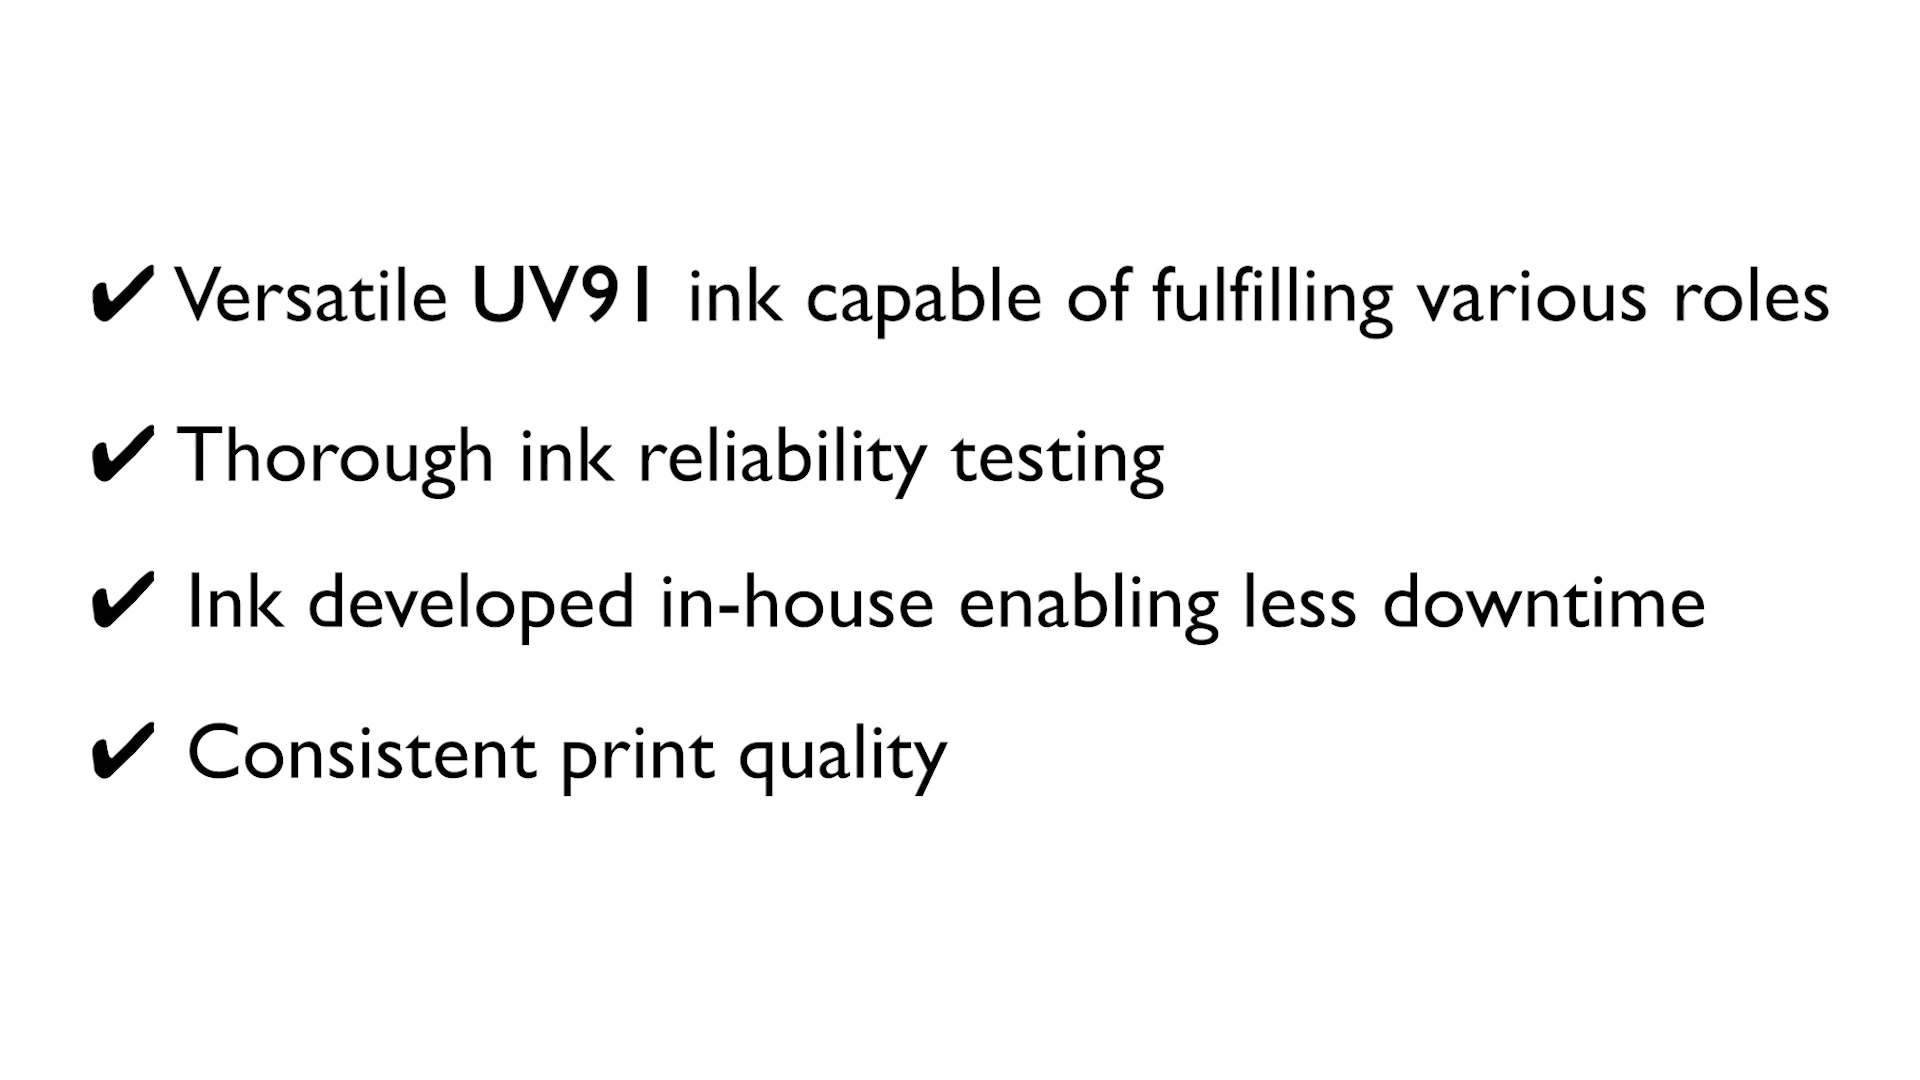 ✔ Versatile UV91 ink capable of fulfilling various roles
✔ Thorough ink reliability testing
✔ Ink developed in-house enabling less downtime
✔ Consistent print quality